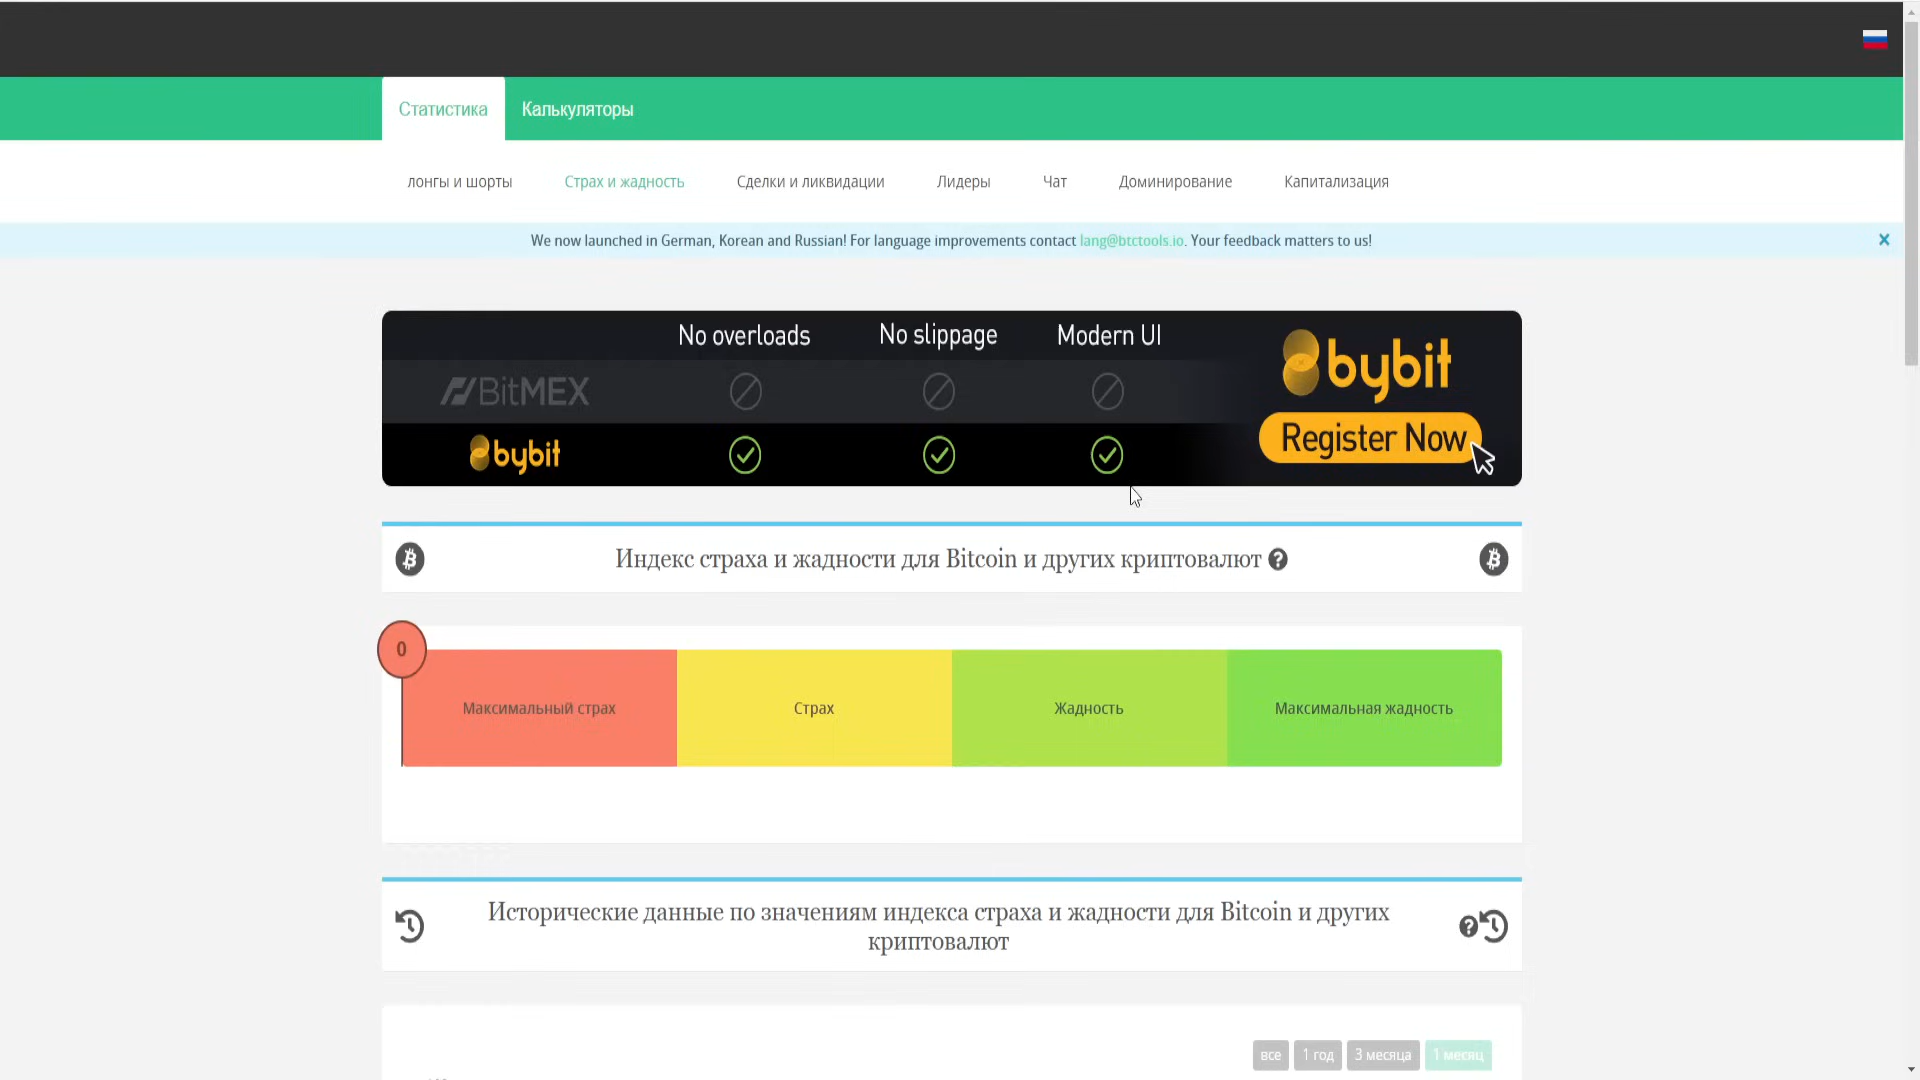 Статистика Калькуляторы
лонги и шорты Страх и жадность Сделки и ликвидации Лидеры Чат Доминирование Капитализация
We now launched in German, Korean and Russian! For language improvements contact lang@btctools.io. Your feedback matters to us!
No overloads No slippage Modern UI
BitMEX
bybit
bybit
Register Now
Индекс страха и жадности для Bitcoin и других криптовалют
0
Максимальный страх Страх Жадность Максимальная жадность
Исторические данные по значениям индекса страха и жадности для Bitcoin и других
криптовалют
все 1 год 3 месяца 1 месяц